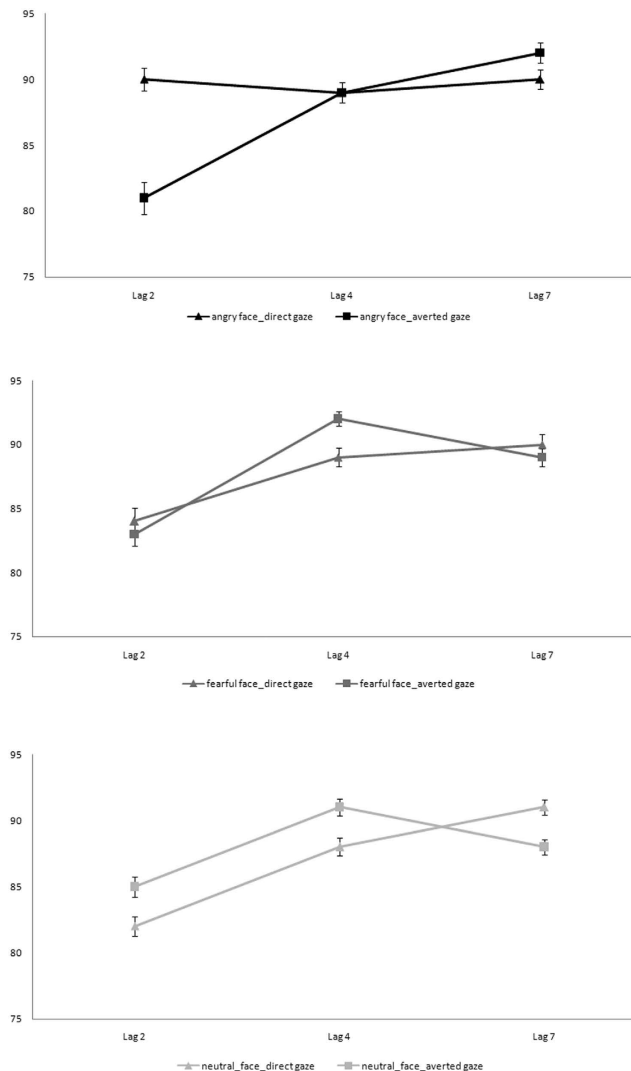 95
90
85
80
75
Lag 2 Lag 4 Lag 7
angry face_direct gaze angry face_averted gaze
95
90
85
80
75
Lag 2 Lag 4 Lag 7
fearful face_direct gaze fearful face_averted gaze
95
90
85
80
75
Lag 2 Lag 4 Lag 7
neutral_face_direct gaze neutral_face_averted gaze